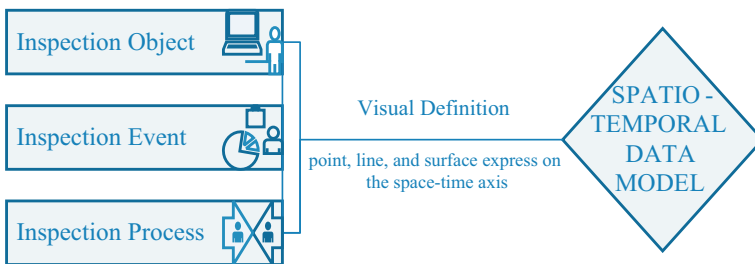 Inspection Object
Inspection Event
Inspection Process
Visual Definition
point, line, and surface express on
the space-time axis
SPATIO -
TEMPORAL
DATA
MODEL